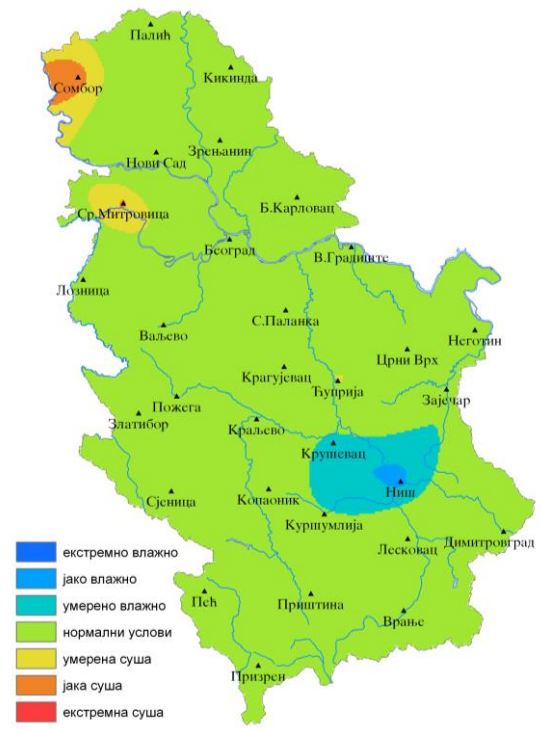 Палић
Кикинда
Сомбор
Зрењанин
Нови Сад
Б.Карловац
Ср.Митровица
Београд
В.Градиште
Лозница
С.Паланка
Ваљево
Неготин
Црни Врх
Крагујевац
Ћуприја
Зајечар
Пожега
Златибор
Краљево
Крушевац
Ниш
Сјеница
Копаоник
Куршумлија
Лесковац
Димитровград
Пећ
Приштина
Врање
Призрен
екстремно влажно
јако влажно
умерено влажно
нормални услови
умерена суша
јака суша
екстремна суша